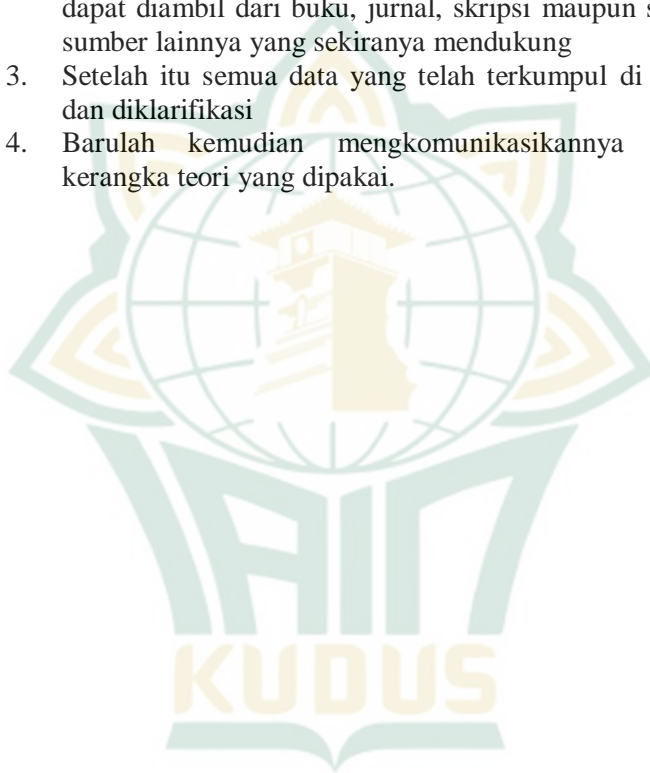 dapat diambil dari buku, jurnal, skripsi maupun
sumber lainnya yang sekiranya mendukung
3. Setelah itu semua data yang telah terkumpul di
dan diklarifikasi
4. Barulah kemudian mengkomunikasikannya
kerangka teori yang dipakai.
IAIN
KUDUS